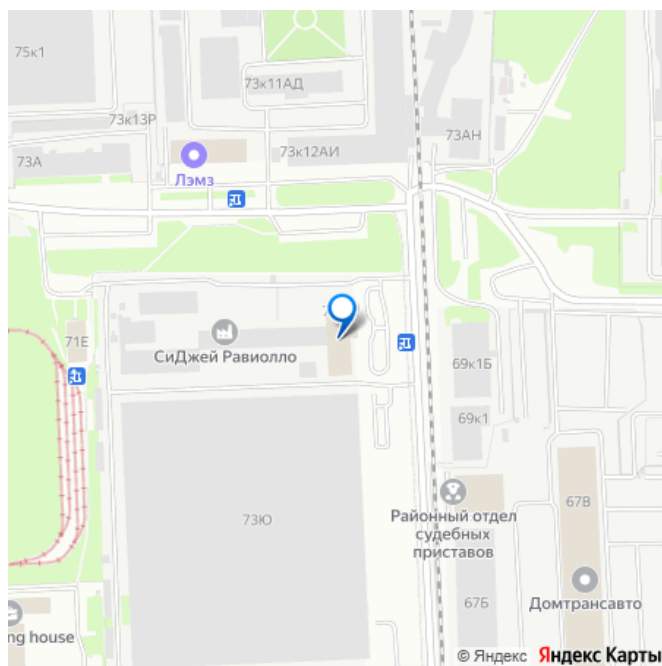 75к1
73к11АД
73к13Р
73АН
73А
73к12АИ
Лэмз
71Е
СиДжей Равиолло
69к1Б
69к1
73Ю
67В
Районный отдел
судебных
приставов
67Б
Домтрансавто
ng house
© Яндекс Яндекс Карты